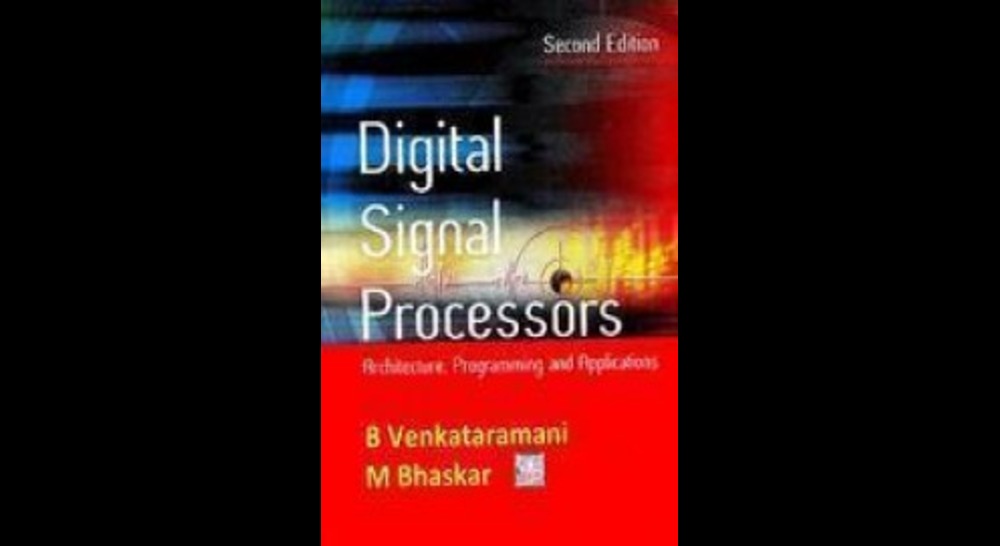 Second Edition
Digital
Signal
Processors
Architecture, Programming and Applications
B Venkataramani
M Bhaskar